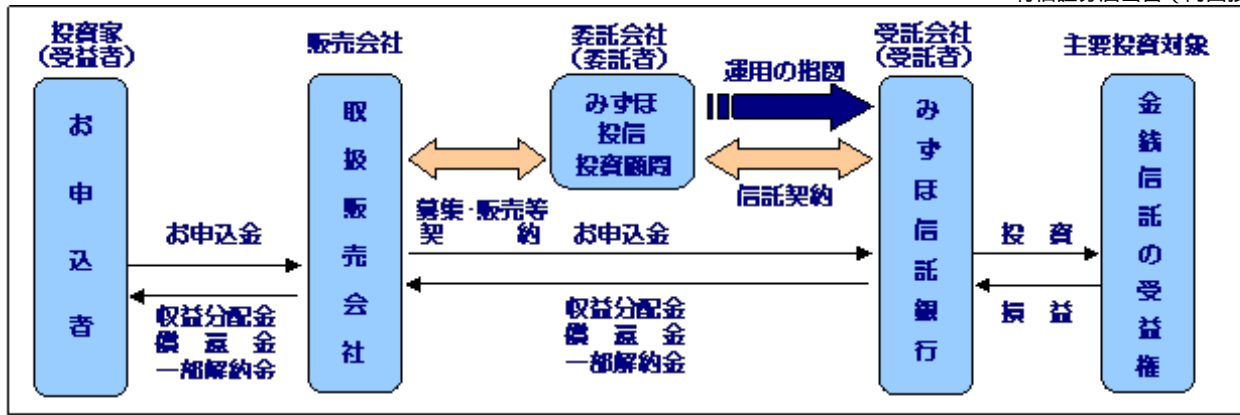 投資家
(受益者)
お申込者
お申込金
収益分配金
償還金
一部解約金
販売会社
取扱販売会社
募集・販売等
契約
委託会社
(委託者)
みずほ
投信
投資顧問
運用の指図
信託契約
お申込金
収益分配金
償還金
一部解約金
受託会社
(受託者)
みずほ信託銀行
投資
損益
主要投資対象
金銭信託の受益権